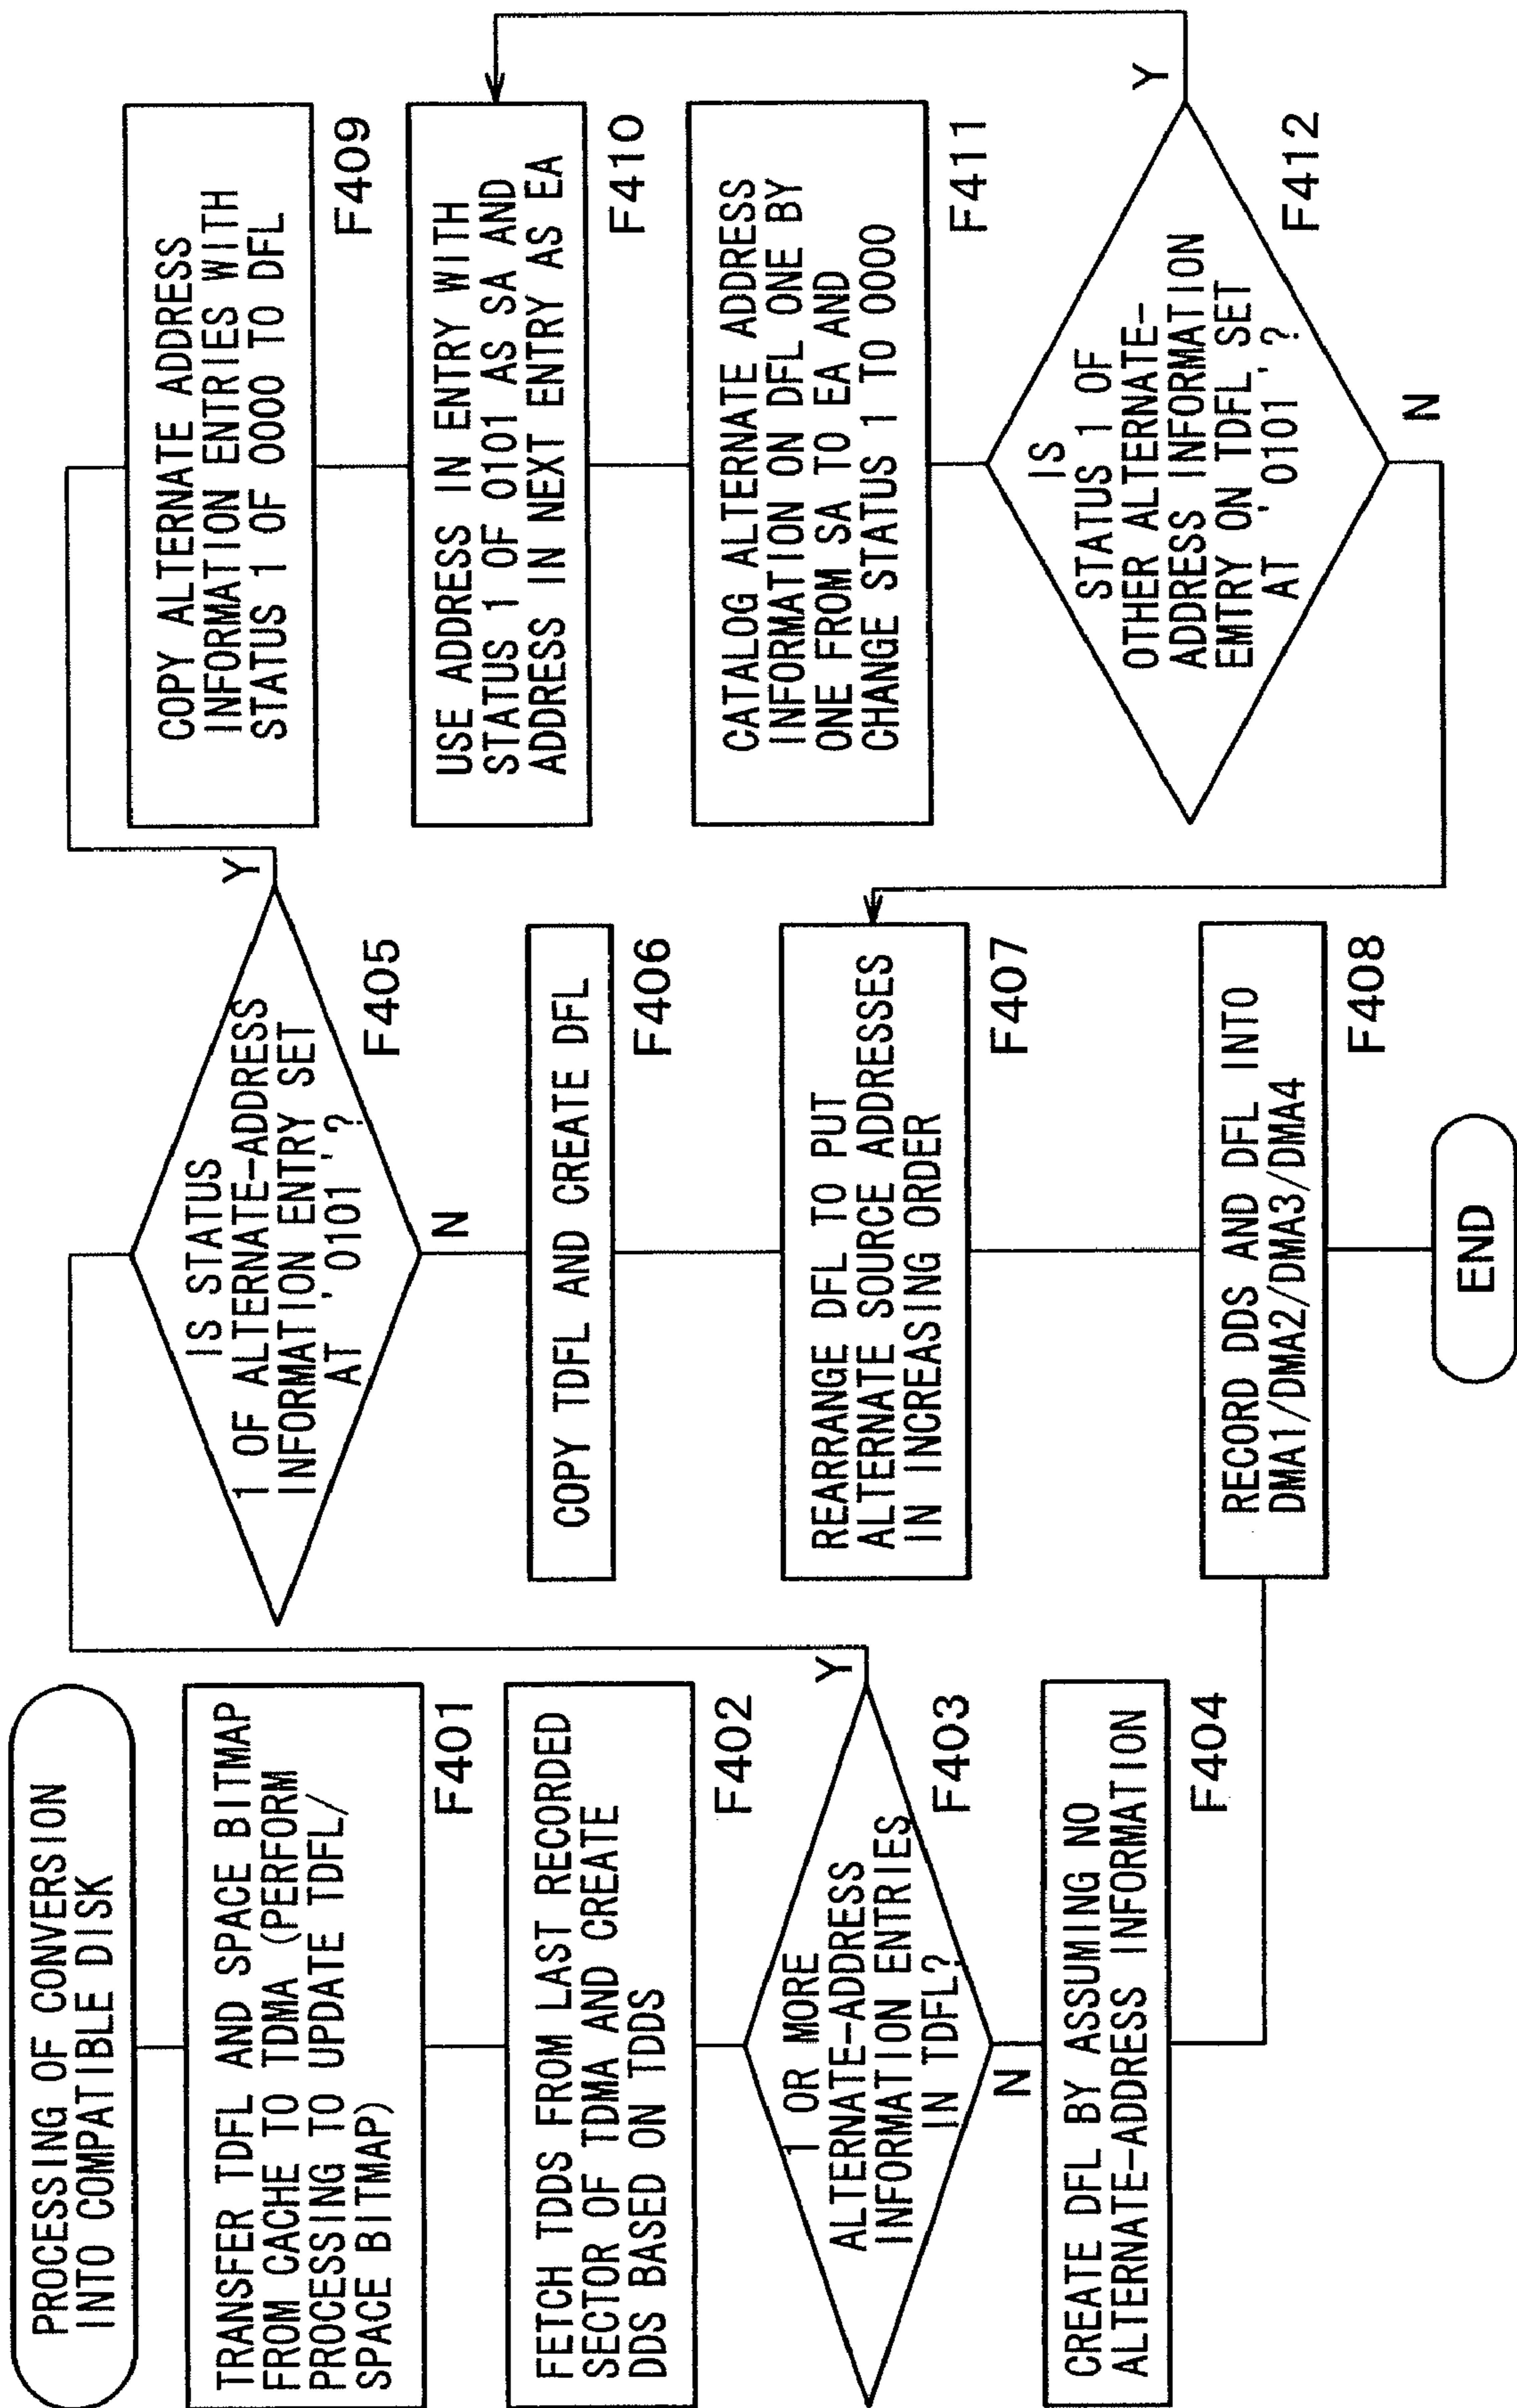 PROCESSING OF CONVERSION
INTO COMPATIBLE DISK
TRANSFER TDFL AND SPACE BITMAP
FROM CACHE TO TDMA (PERFORM
PROCESSING TO UPDATE TDFL/
SPACE BITMAP)
F401
FETCH TDDS FROM LAST RECORDED
SECTOR OF TDMA AND CREATE
DDS BASED ON TDDS
F402
1 OR MORE
ALTERNATE-ADDRESS
INFORMATION ENTRIES
IN TDFL?
Y
N
F403
CREATE DFL BY ASSUMING NO
ALTERNATE-ADDRESS INFORMATION
F404
IS STATUS
1 OF ALTERNATE-ADDRESS
INFORMATION ENTRY SET
AT '0101'?
Y
N
F405
COPY TDFL AND CREATE DFL
F406
REARRANGE DFL TO PUT
ALTERNATE SOURCE ADDRESSES
IN INCREASING ORDER
F407
RECORD DDS AND DFL INTO
DMA1/DMA2/DMA3/DMA4
F408
END
COPY ALTERNATE ADDRESS
INFORMATION ENTRIES WITH
STATUS 1 OF 0000 TO DFL
F409
USE ADDRESS IN ENTRY WITH
STATUS 1 OF 0101 AS SA AND
ADDRESS IN NEXT ENTRY AS EA
F410
CATALOG ALTERNATE ADDRESS
INFORMATION ON DFL ONE BY
ONE FROM SA TO EA AND
CHANGE STATUS 1 TO 0000
F411
IS
STATUS 1 OF
OTHER ALTERNATE-
ADDRESS INFORMATION
EMTRY ON TDFL SET
AT '0101'?
Y
N
F412